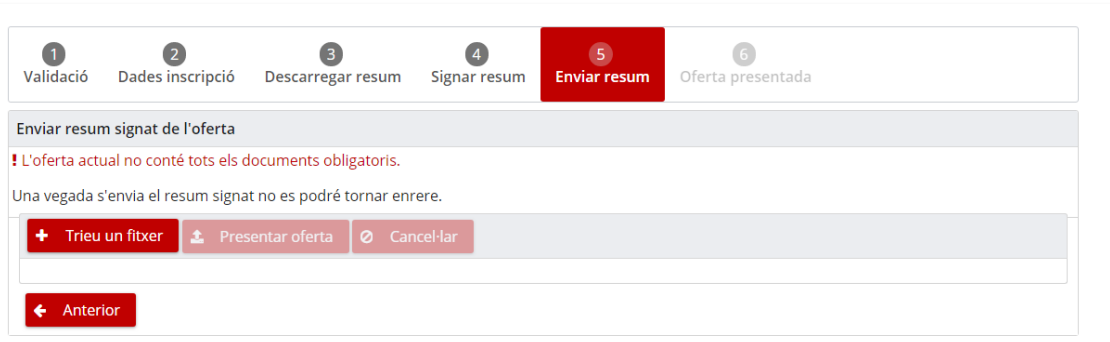 1 2 3 4 5 6
Validació Dades inscripció Descarregar resum Signar resum Enviar resum Oferta presentada
Enviar resum signat de l'oferta
! L'oferta actual no conté tots els documents obligatoris.
Una vegada s'envia el resum signat no es podré tornar enrere.
Trieu un fitxer Presentar oferta Cancel·lar
Anterior